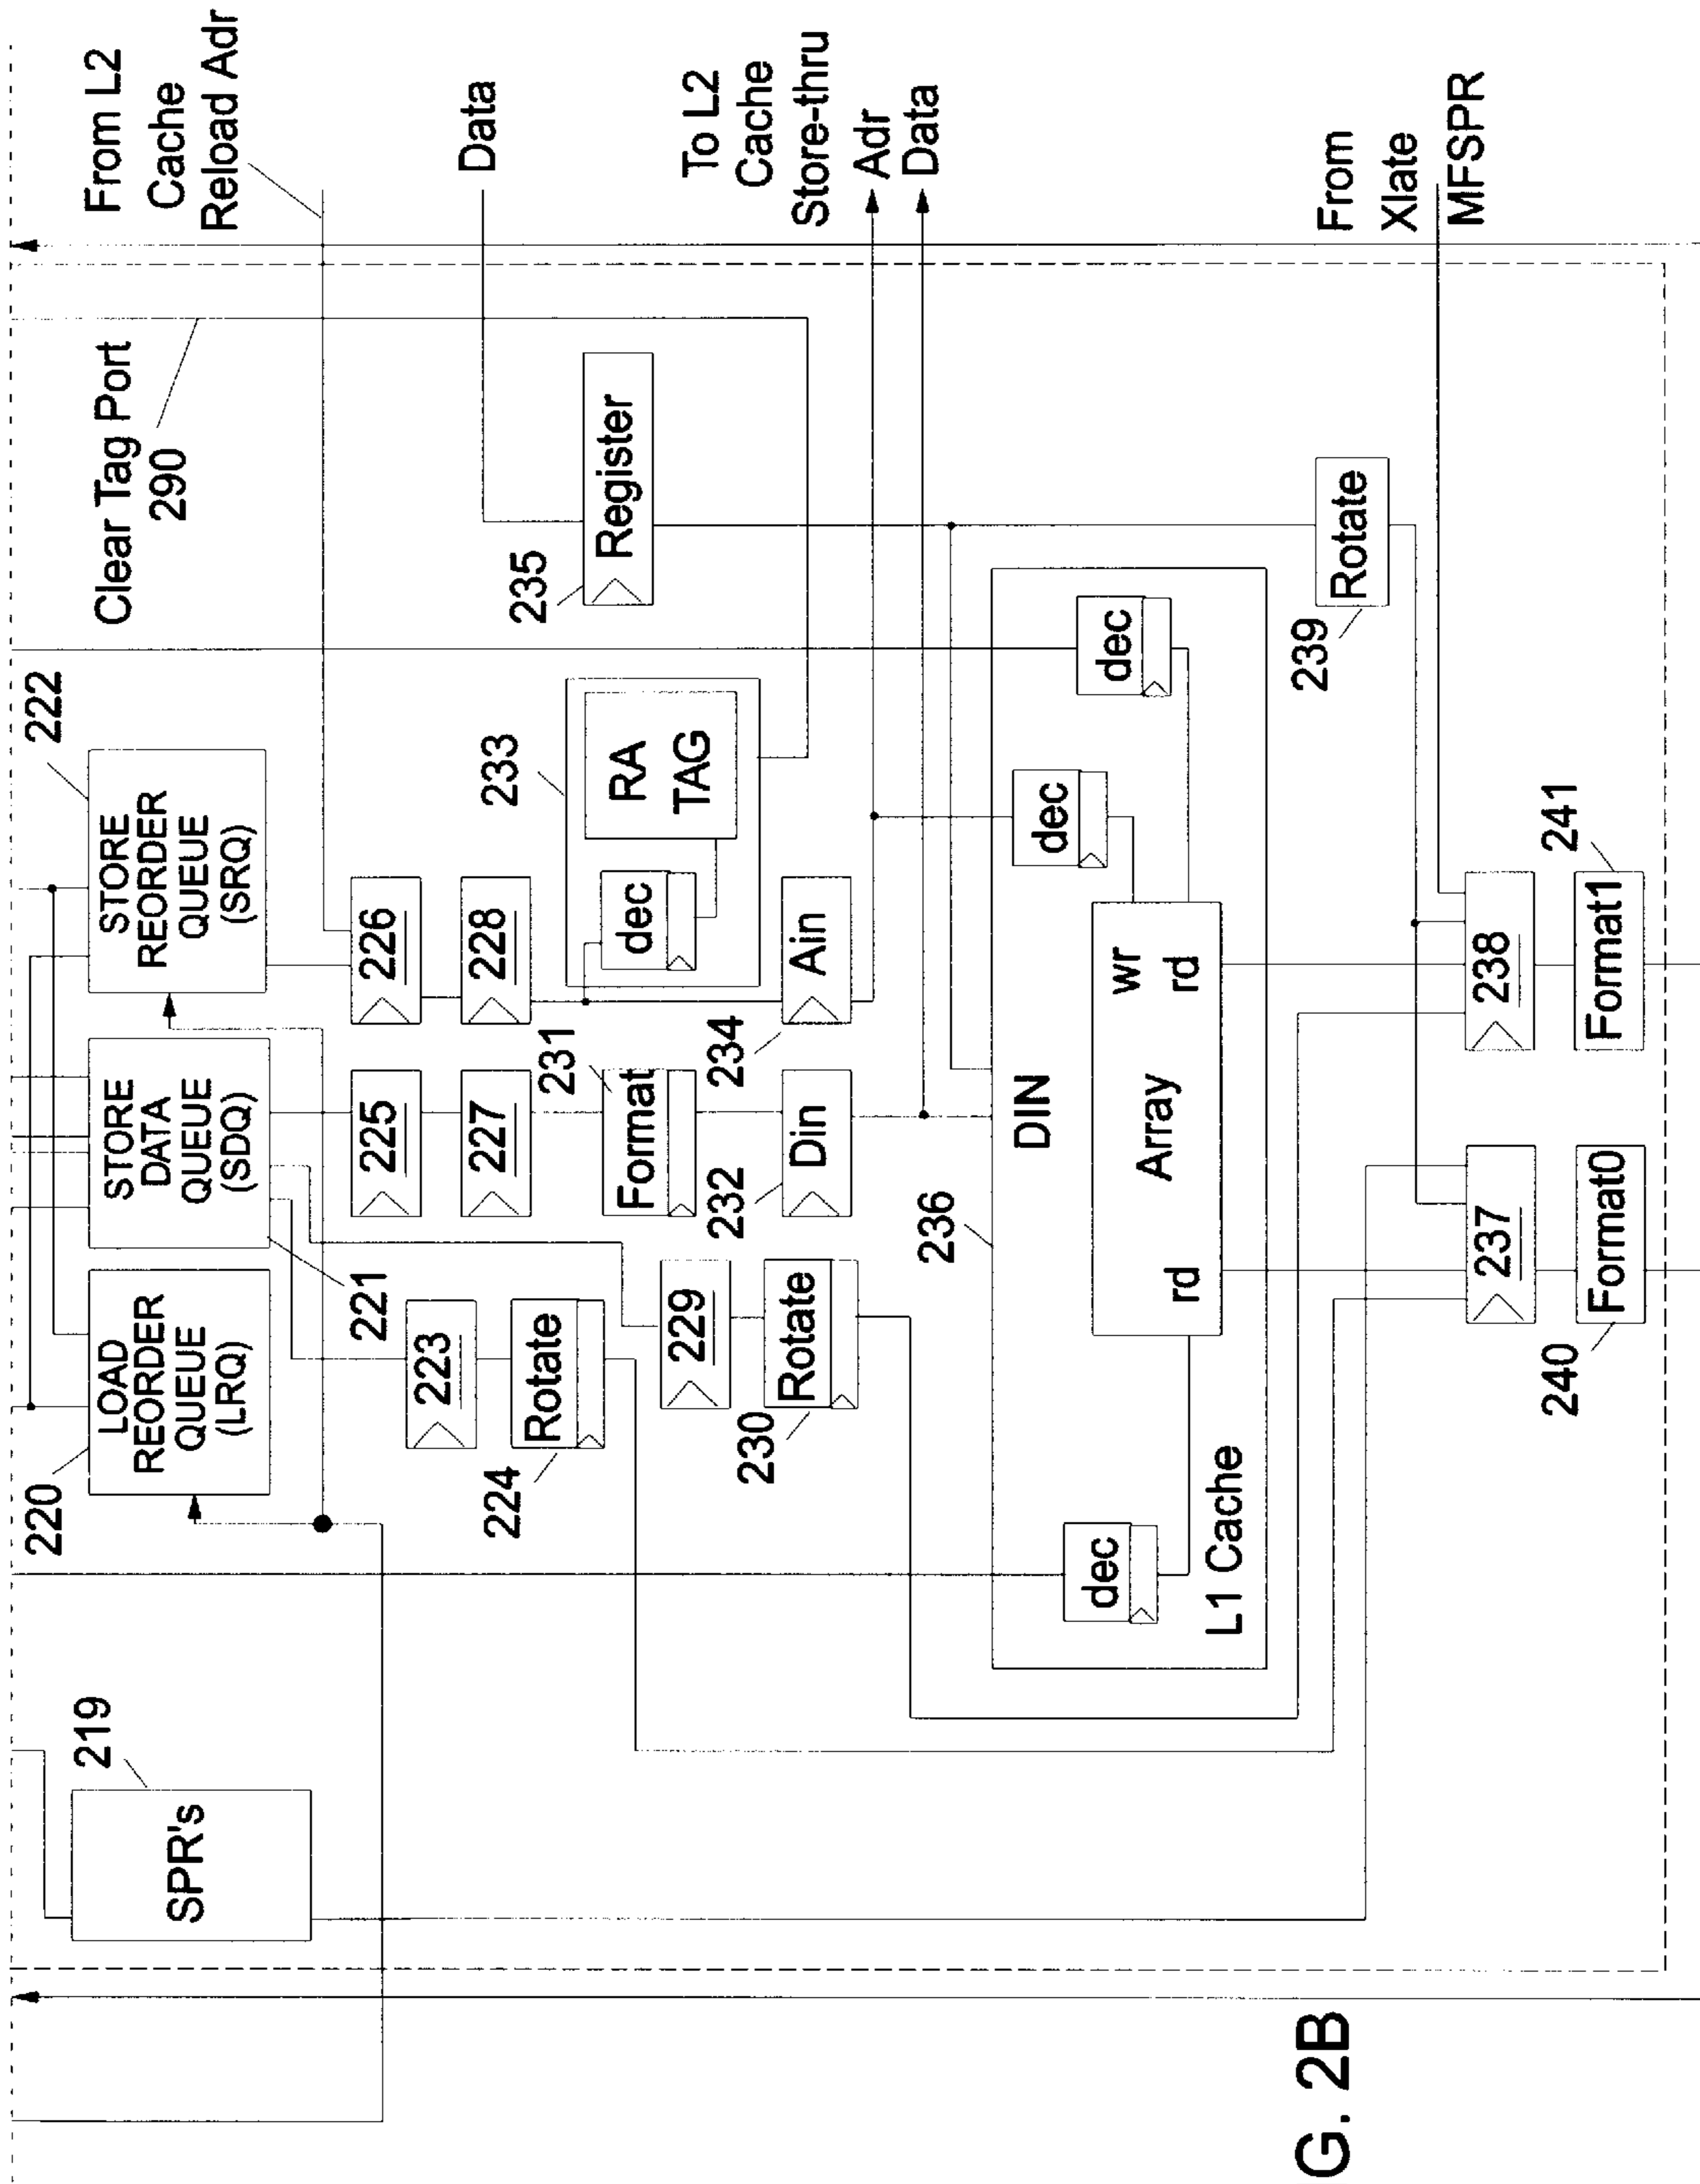 From L2
Cache
Reload Adr
Clear Tag Port
290
Data
To L2
Cache
Store-thru
Adr
Data
From
Xlate
MFSPR
219
SPR's
220
LOAD
REORDER
QUEUE
(LRQ)
221
STORE
DATA
QUEUE
(SDQ)
222
STORE
REORDER
QUEUE
(SRQ)
223
Rotate
224
225
226
227
228
229
Rotate
230
231
Format
232
Din
233
dec
RA
TAG
234
Ain
235
Register
236
DIN
dec
dec
dec
rd
Array
wr
rd
L1 Cache
Rotate
239
237
238
240
Format0
Format1
241
G. 2B